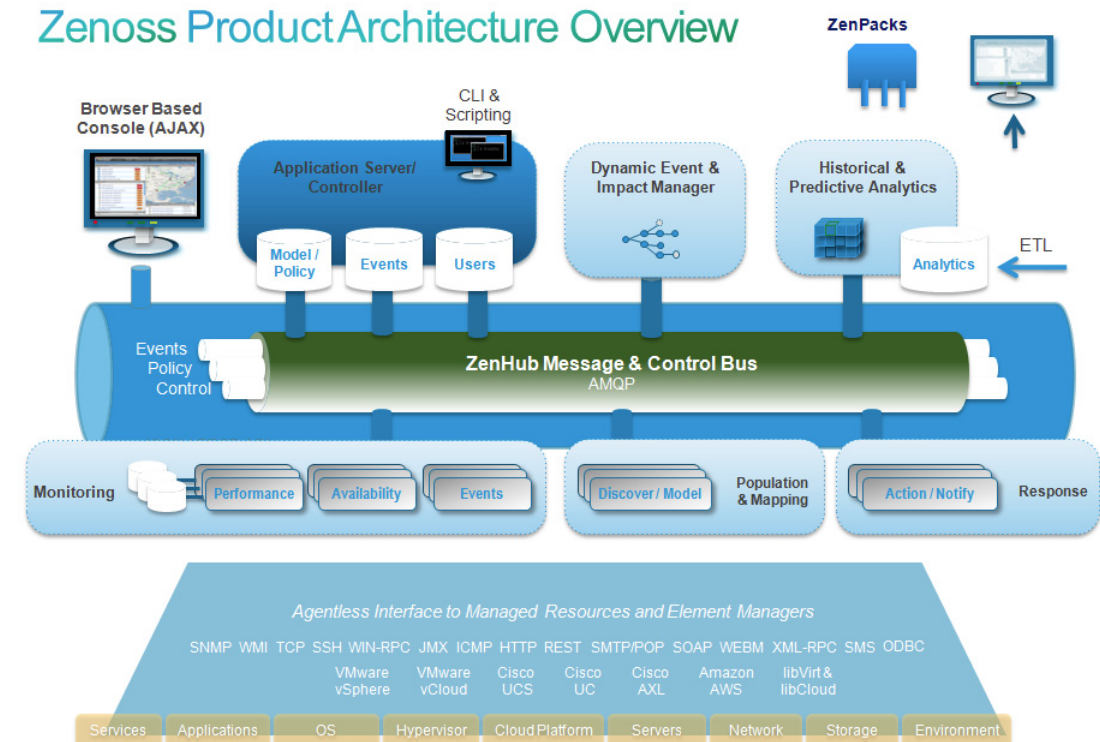 Zenoss Product Architecture Overview
ZenPacks
Browser Based
Console (AJAX)
CLI &
Scripting
Application Server/
Controller
Dynamic Event &
Impact Manager
Historical &
Predictive Analytics
Model /
Policy
Events
Users
Analytics
ETL
Events
Policy
Control
ZenHub Message & Control Bus
AMQP
Monitoring
Performance
Availability
Events
Discover / Model
Population
& Mapping
Action / Notify
Response
Agentless Interface to Managed Resources and Element Managers
SNMP WMI TCP SSH WIN-RPC JMX ICMP HTTP REST SMTP/POP SOAP WEBM XML-RPC SMS ODBC
VMware
vSphere
VMware
vCloud
Cisco
UCS
Cisco
UC
Cisco
AXL
Amazon
AWS
libVirt &
libCloud
Services
Applications
OS
Hypervisor
Cloud Platform
Servers
Network
Storage
Environment